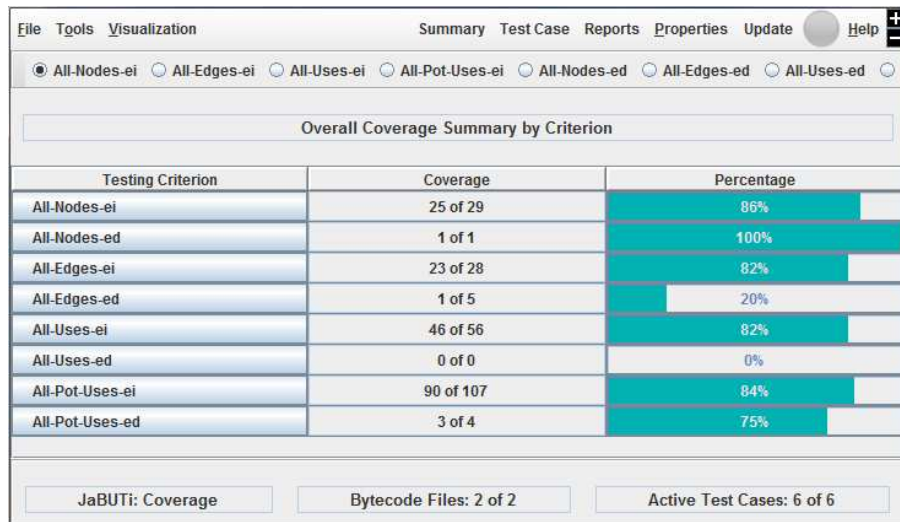 File Tools Visualization Summary Test Case Reports Properties Update Help
All-Nodes-ei All-Edges-ei All-Uses-ei All-Pot-Uses-ei All-Nodes-ed All-Edges-ed All-Uses-ed
Overall Coverage Summary by Criterion
Testing Criterion Coverage Percentage
All-Nodes-ei 25 of 29 86%
All-Nodes-ed 1 of 1 100%
All-Edges-ei 23 of 28 82%
All-Edges-ed 1 of 5 20%
All-Uses-ei 46 of 56 82%
All-Uses-ed 0 of 0 0%
All-Pot-Uses-ei 90 of 107 84%
All-Pot-Uses-ed 3 of 4 75%
JaBUTi: Coverage Bytecode Files: 2 of 2 Active Test Cases: 6 of 6